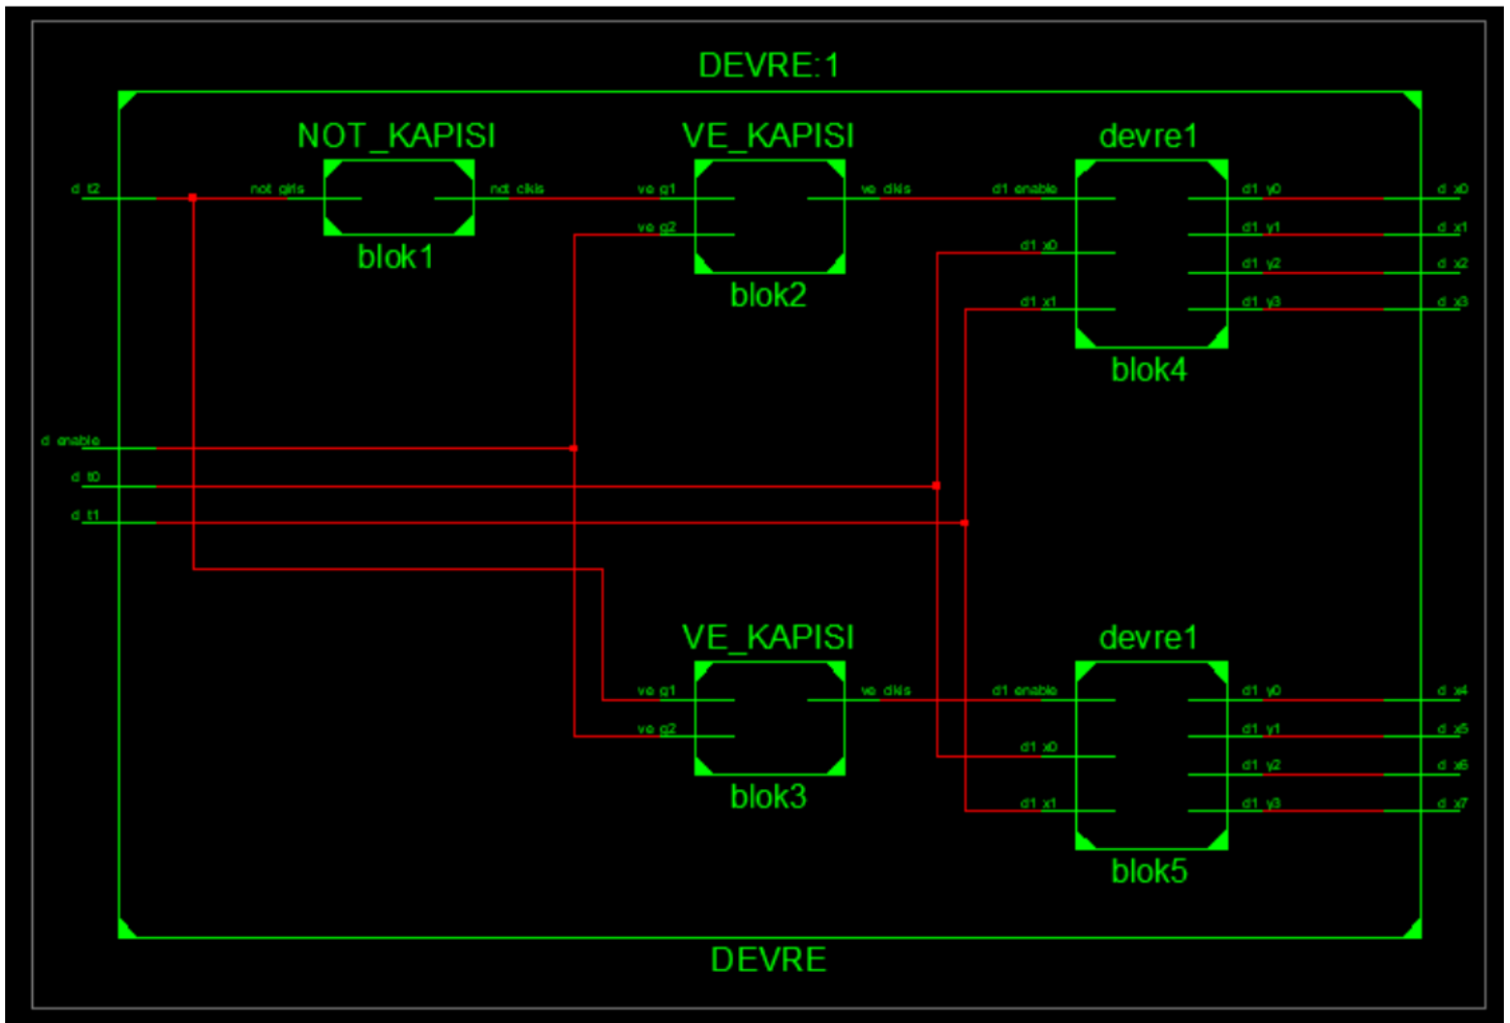 DEVRE:1
NOT_KAPISI
VE_KAPISI
devre1
d_t2
not_giris
not_cikis
ve_g1
ve_cikis
d1_enable
d1_y0
d_x0
ve_g2
d1_y1
d_x1
d1_x0
d1_y2
d_x2
d1_x1
d1_y3
d_x3
blok1
blok2
blok4
d_enable
d_t0
d_t1
VE_KAPISI
devre1
ve_g1
ve_cikis
d1_enable
d1_y0
d_x4
ve_g2
d1_y1
d_x5
d1_x0
d1_y2
d_x6
d1_x1
d1_y3
d_x7
blok3
blok5
DEVRE